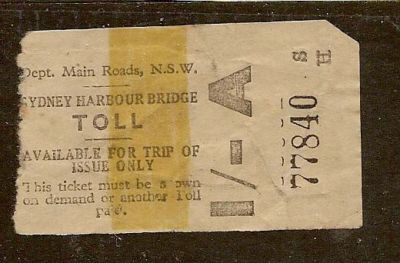 Dept. Main Roads, N.S.W.
SYDNEY HARBOUR BRIDGE
TOLL
AVAILABLE FOR TRIP OF
ISSUE ONLY
This ticket must be s own
on demand or another Toll
paid.
1/- A
77840
S H